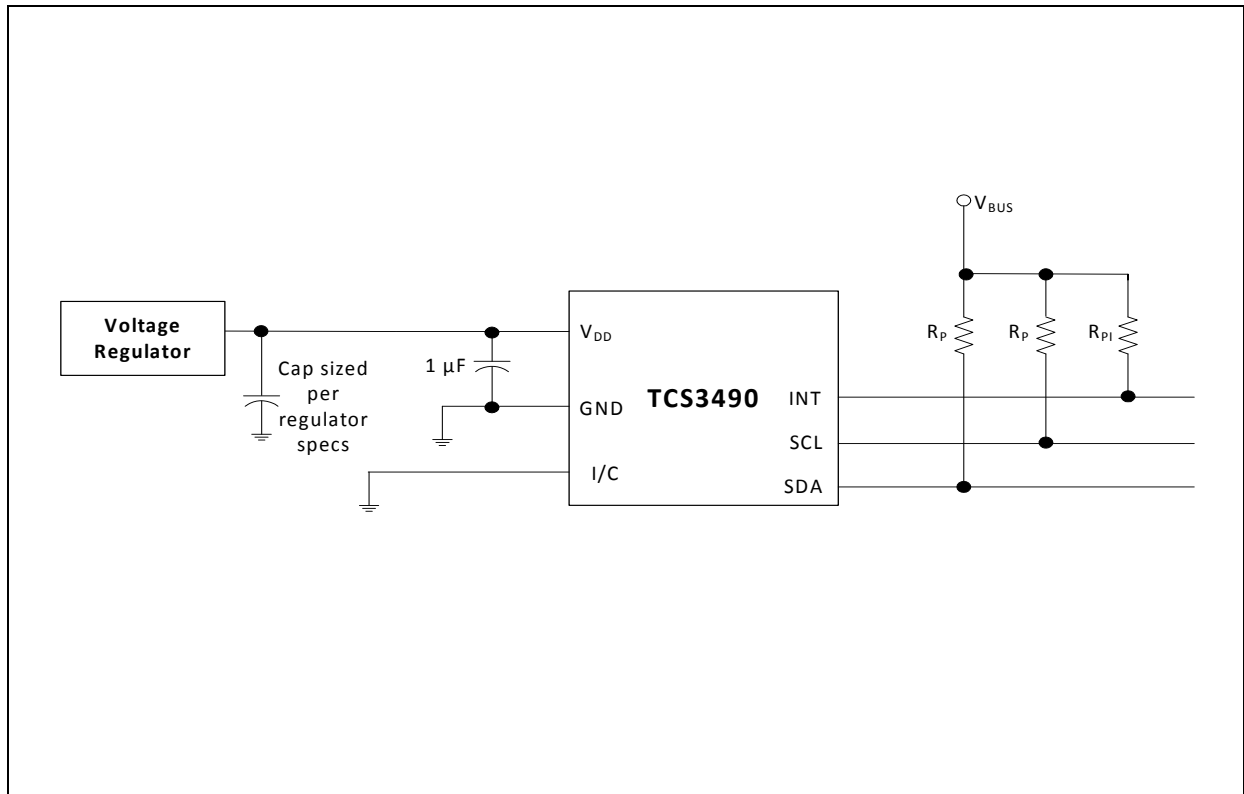 V_BUS
Voltage
Regulator
V_DD
R_P
R_P
R_PI
Cap sized
per
regulator
specs
1 µF
TCS3490
INT
GND
SCL
I/C
SDA